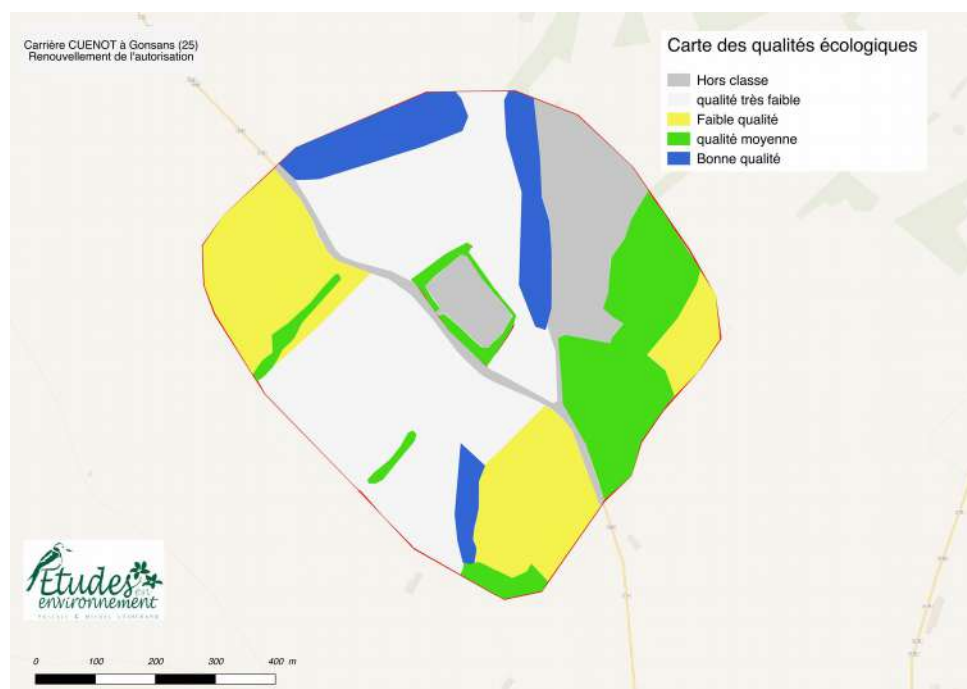 Carrière CUENOT à Gonsans (25)
Renouvellement de l'autorisation
Carte des qualités écologiques
Hors classe
qualité très faible
Faible qualité
qualité moyenne
Bonne qualité
Études
en
environnement
0 100 200 300 400 m